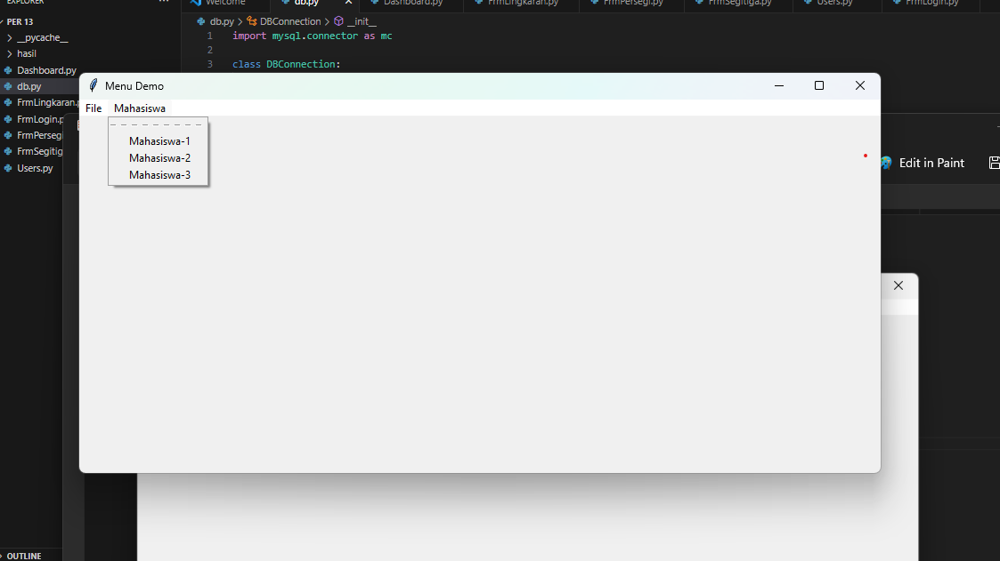 EXPLORER ... Welcome db.py Dashboard.py FrmLingkaran.py FrmPersegi.py FrmSegitiga.py Users.py FrmLogin.py
PER 13
db.py > DBConnection > __init__
__pycache__
1 import mysql.connector as mc
hasil
2
Dashboard.py
3 class DBConnection:
db.py
Menu Demo
FrmLingkaran.p
File Mahasiswa
FrmLogin.p
FrmPersegi
Mahasiswa-1
FrmSegitig
Mahasiswa-2
Edit in Paint
Users.py
Mahasiswa-3
OUTLINE